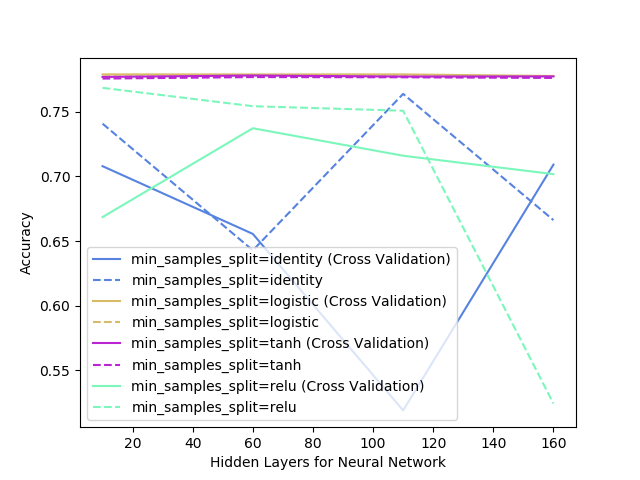 0.75
0.70
0.65
0.60
0.55
Accuracy
min_samples_split=identity (Cross Validation)
min_samples_split=identity
min_samples_split=logistic (Cross Validation)
min_samples_split=logistic
min_samples_split=tanh (Cross Validation)
min_samples_split=tanh
min_samples_split=relu (Cross Validation)
min_samples_split=relu
20 40 60 80 100 120 140 160
Hidden Layers for Neural Network